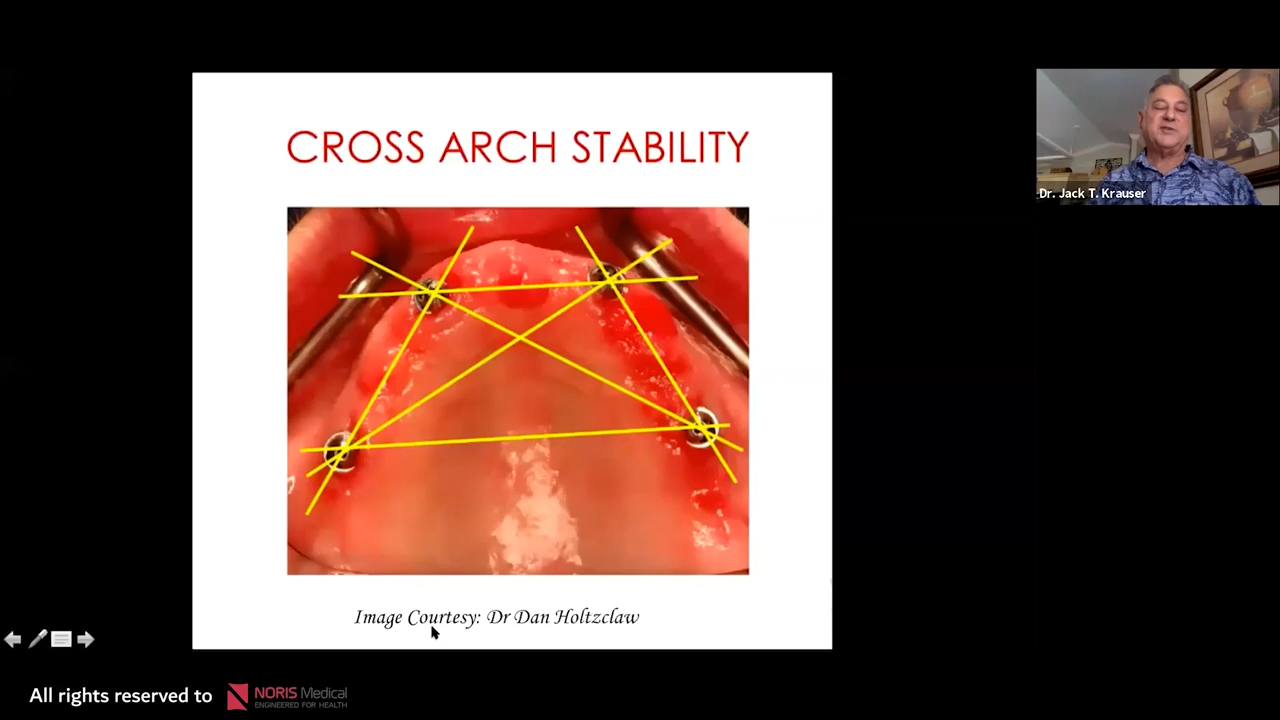 CROSS ARCH STABILITY
Dr. Jack T. Krauser
Image Courtesy: Dr Dan Holtzclaw
All rights reserved to
NORIS Medical
ENGINEERED FOR HEALTH